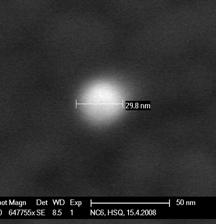 29.8 nm
ot Magn Det WD Exp 50 nm
0 647755x SE 8.5 1 NC6, HSQ, 15.4.2008